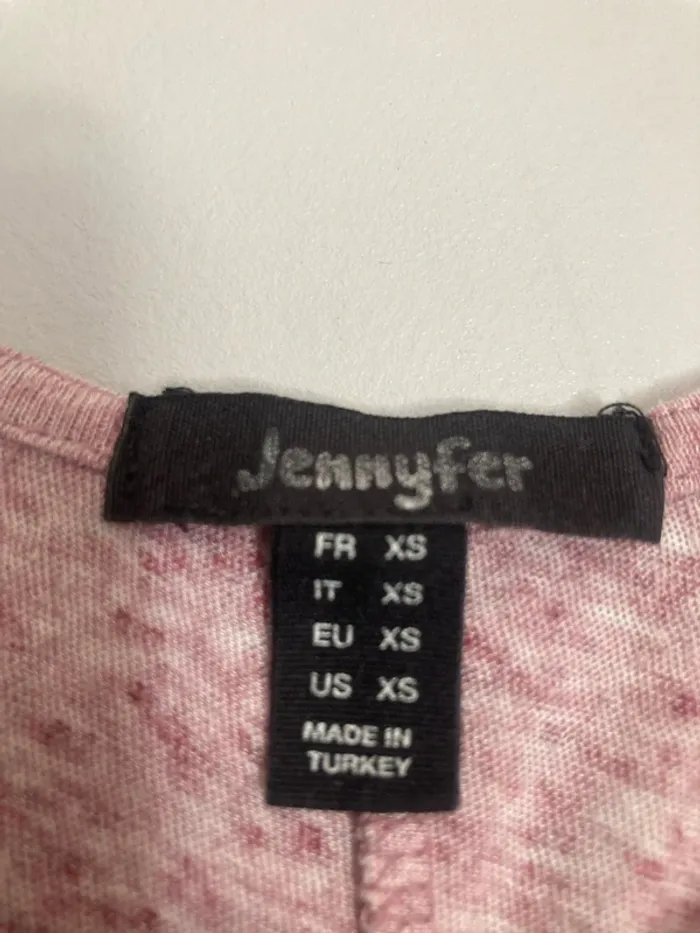 Jennyfer
FR XS
IT XS
EU XS
US XS
MADE IN
TURKEY